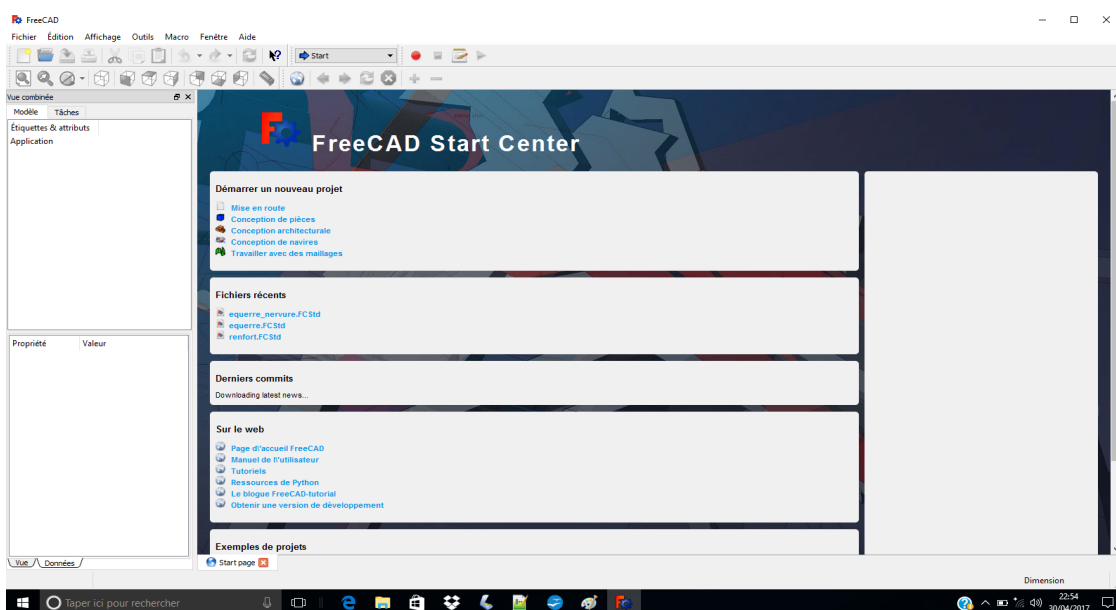 FreeCAD
Fichier Édition Affichage Outils Macro Fenêtre Aide
Start
Vue combinée
Modèle Tâches
Étiquettes & attributs
Application
FreeCAD Start Center
Démarrer un nouveau projet
Mise en route
Conception de pièces
Conception architecturale
Conception de navires
Travailler avec des maillages
Fichiers récents
equerre_nervure.FCStd
equerre.FCStd
renfort.FCStd
Propriété Valeur
Derniers commits
Downloading latest news...
Sur le web
Page d\'accueil FreeCAD
Manuel de l\'utilisateur
Tutoriels
Ressources de Python
Le blogue FreeCAD-tutorial
Obtenir une version de développement
Exemples de projets
Vue Données
Start page
Dimension
Taper ici pour rechercher
22:54
30/04/2017